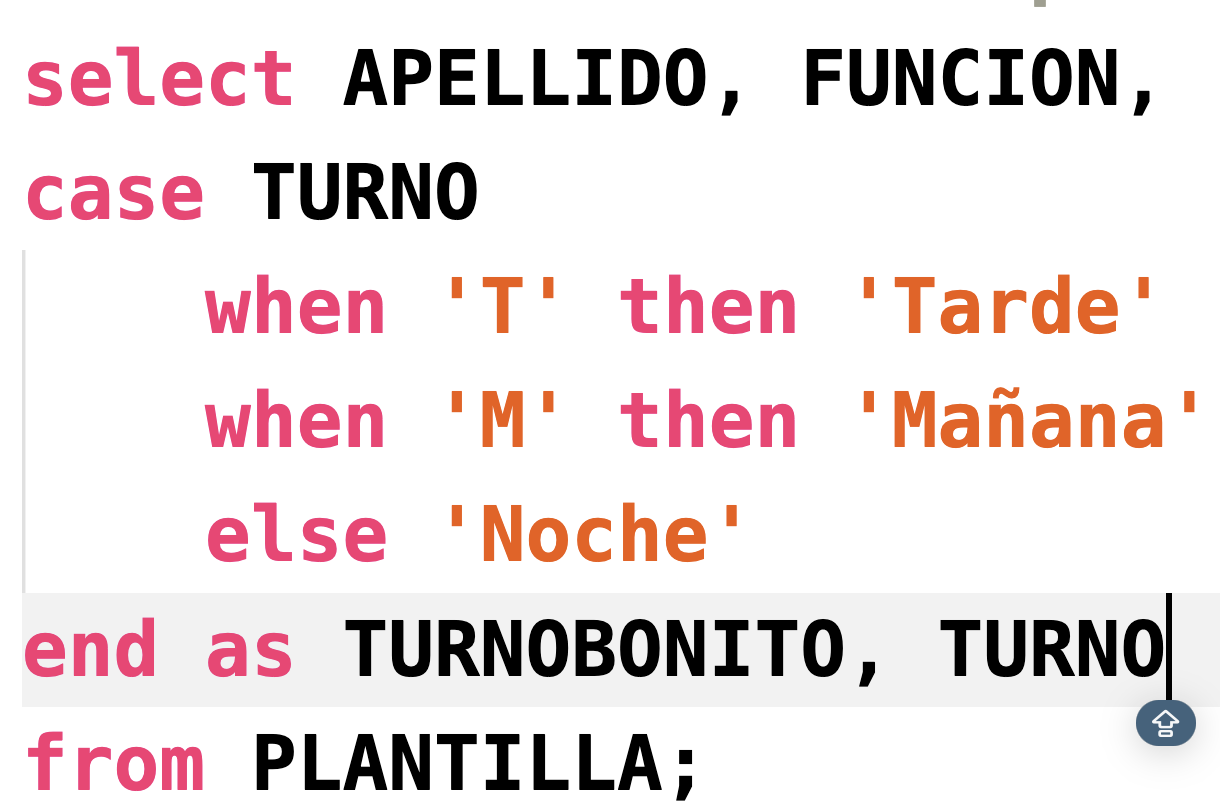 select APELLIDO, FUNCION,
case TURNO
    when 'T' then 'Tarde'
    when 'M' then 'Mañana'
    else 'Noche'
end as TURNOBONITO, TURNO
from PLANTILLA;